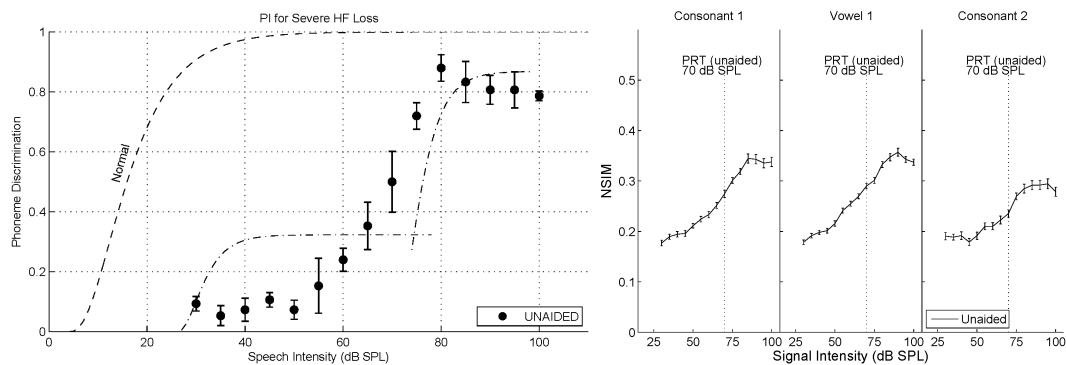 PI for Severe HF Loss
1
0.8
0.6
0.4
0.2
0
Phoneme Discrimination
Normal
UNAIDED
0 20 40 60 80 100
Speech Intensity (dB SPL)
Consonant 1 Vowel 1 Consonant 2
PRT (unaided)
70 dB SPL
PRT (unaided)
70 dB SPL
PRT (unaided)
70 dB SPL
0.5
0.4
0.3
0.2
0.1
0
NSIM
Unaided
25 50 75 100 25 50 75 100 25 50 75 100
Signal Intensity (dB SPL)